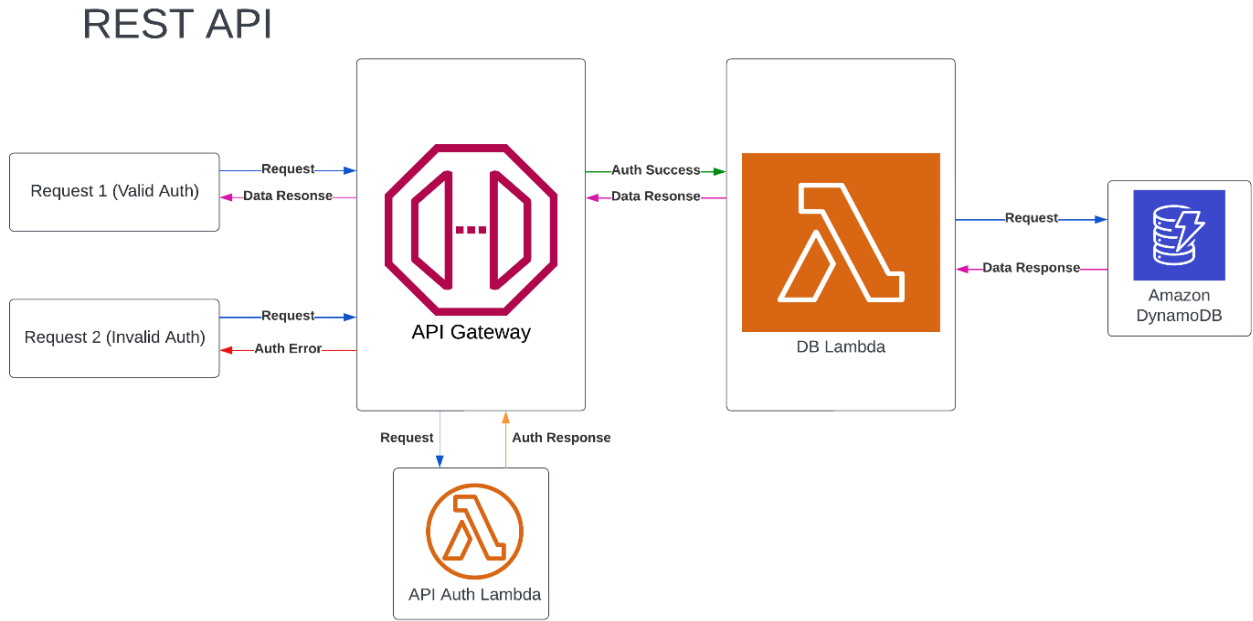 REST API
Request 1 (Valid Auth)
Request
Data Resonse
Request 2 (Invalid Auth)
Request
Auth Error
API Gateway
Request
Auth Response
API Auth Lambda
Auth Success
Data Resonse
DB Lambda
Request
Data Response
Amazon
DynamoDB